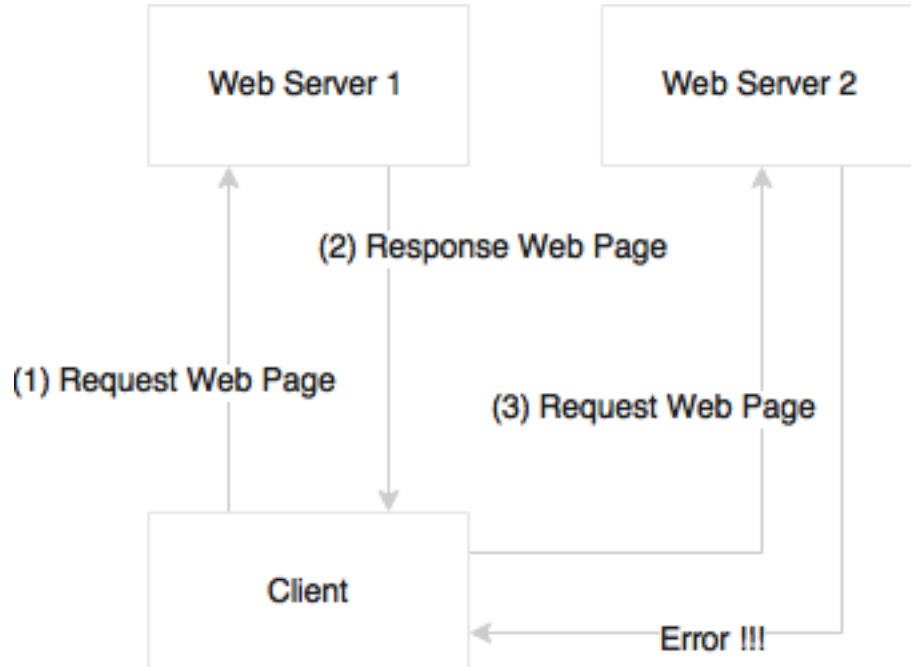 Web Server 1
Web Server 2
(2) Response Web Page
(1) Request Web Page
(3) Request Web Page
Client
Error !!!